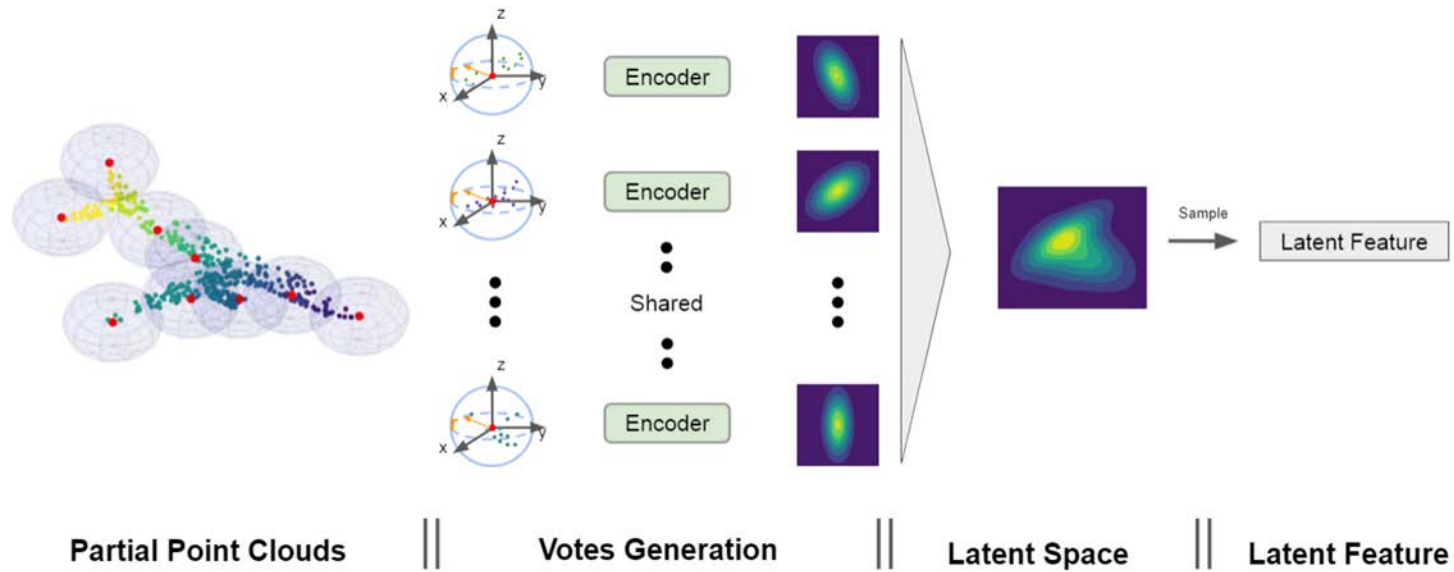 z
y
x
Encoder
z
y
x
Encoder
Shared
Sample
Latent Feature
z
y
x
Encoder
Partial Point Clouds
Votes Generation
Latent Space
Latent Feature